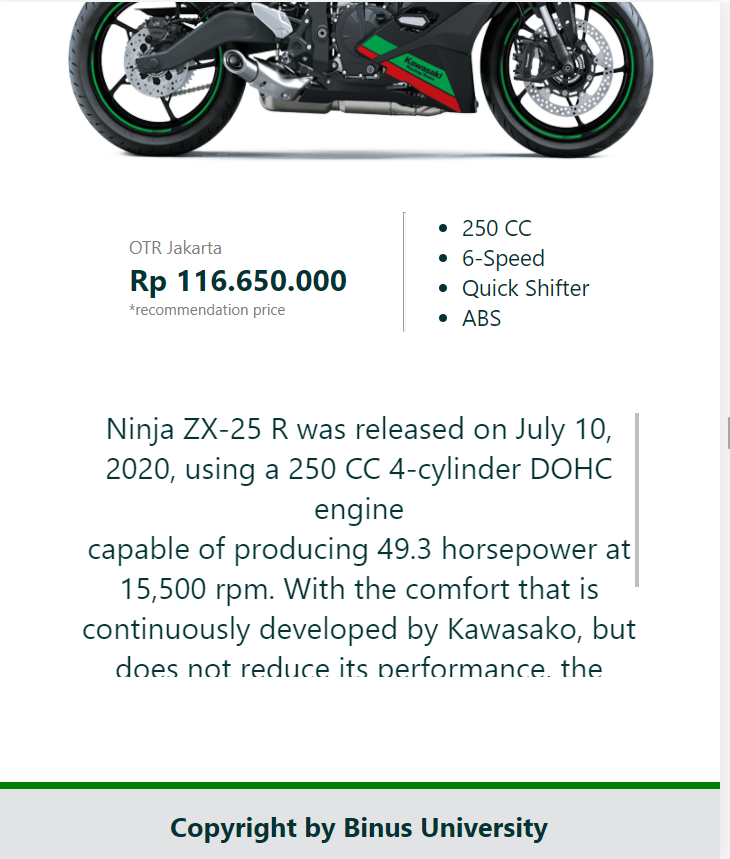 Kawasaki
OTR Jakarta
Rp 116.650.000
*recommendation price
250 CC
6-Speed
Quick Shifter
ABS
Ninja ZX-25 R was released on July 10,
2020, using a 250 CC 4-cylinder DOHC
engine
capable of producing 49.3 horsepower at
15,500 rpm. With the comfort that is
continuously developed by Kawasako, but
does not reduce its performance, the
Copyright by Binus University